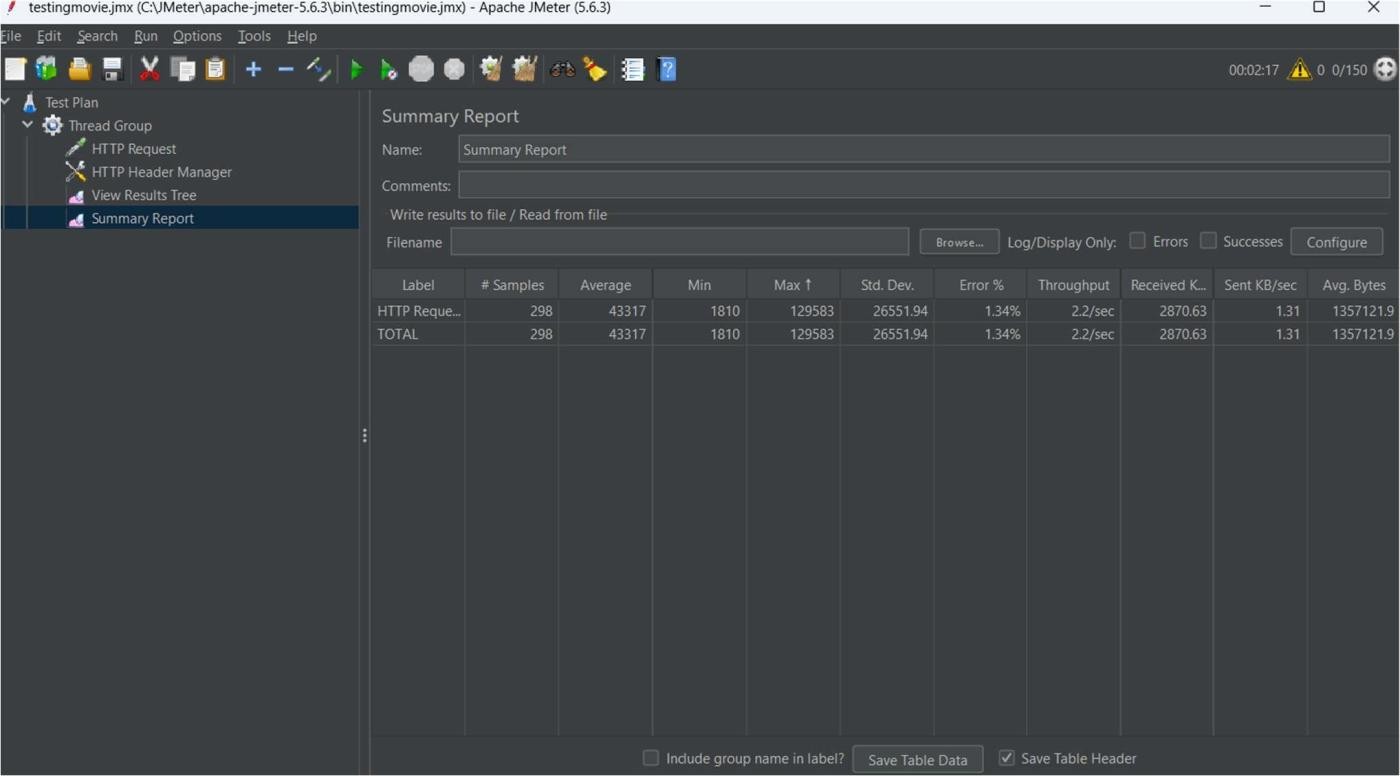 testingmovie.jmx (C:\JMeter\apache-jmeter-5.6.3\bin\testingmovie.jmx) - Apache JMeter (5.6.3)
File Edit Search Run Options Tools Help
00:02:17 0 0/150
Test Plan
Thread Group
HTTP Request
HTTP Header Manager
View Results Tree
Summary Report
Summary Report
Name: Summary Report
Comments:
Write results to file / Read from file
Filename Browse... Log/Display Only: Errors Successes Configure
Label # Samples Average Min Max ↑ Std. Dev. Error % Throughput Received K... Sent KB/sec Avg. Bytes
HTTP Reque... 298 43317 1810 129583 26551.94 1.34% 2.2/sec 2870.63 1.31 1357121.9
TOTAL 298 43317 1810 129583 26551.94 1.34% 2.2/sec 2870.63 1.31 1357121.9
Include group name in label? Save Table Data Save Table Header